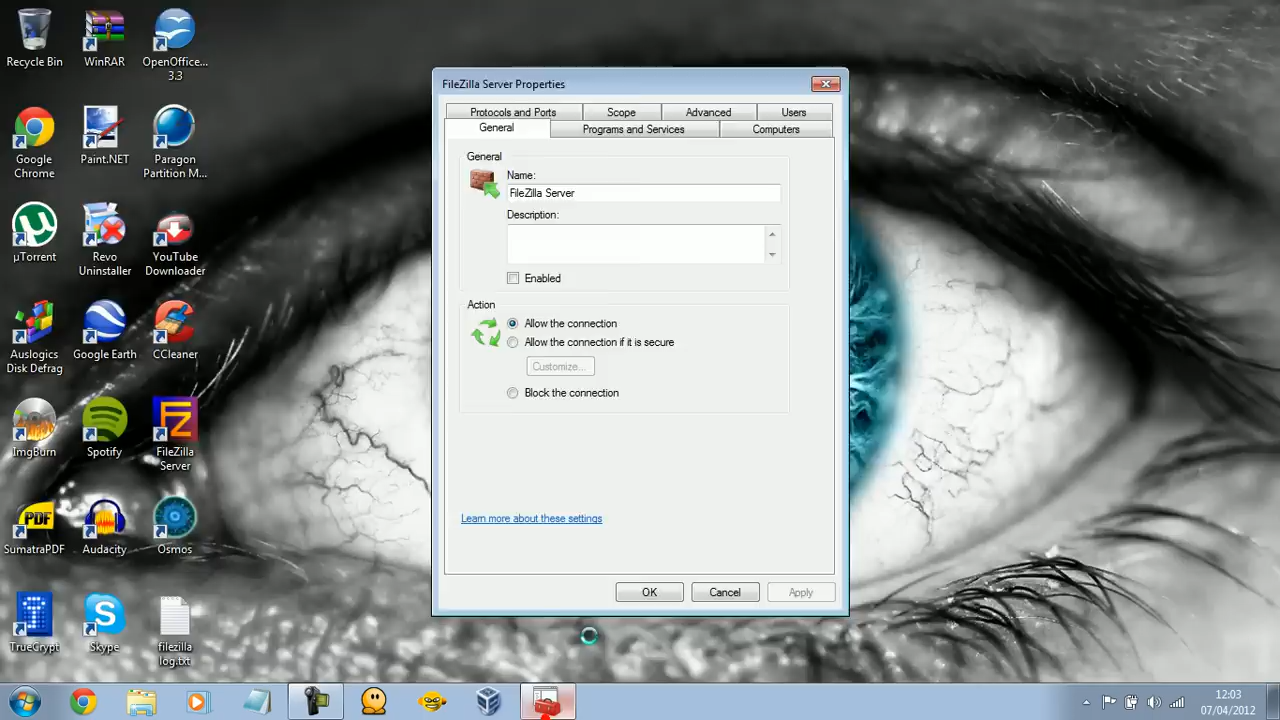 Recycle Bin
WinRAR
OpenOffice...
3.3
Google
Chrome
Paint.NET
Paragon
Partition M...
µTorrent
Revo
Uninstaller
YouTube
Downloader
Auslogics
Disk Defrag
Google Earth
CCleaner
ImgBurn
Spotify
FileZilla
Server
PDF
SumatraPDF
Audacity
Osmos
TrueCrypt
Skype
filezilla
log.txt
FileZilla Server Properties
Protocols and Ports
Scope
Advanced
Users
General
Programs and Services
Computers
General
Name:
FileZilla Server
Description:
Enabled
Action
Allow the connection
Allow the connection if it is secure
Customize...
Block the connection
Learn more about these settings
OK
Cancel
Apply
12:03
07/04/2012